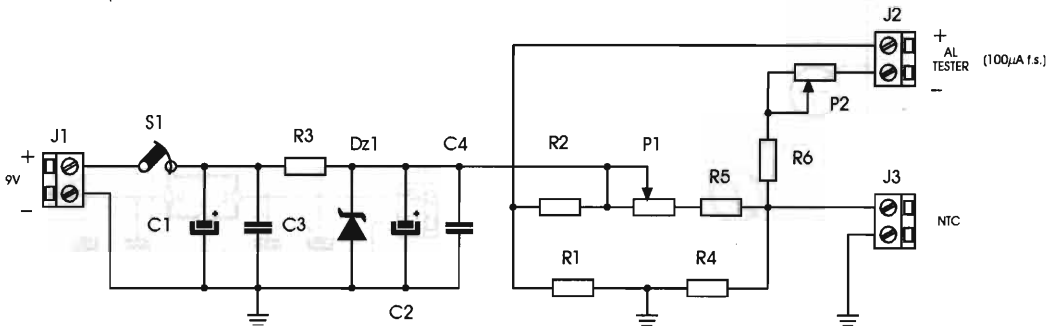 J1
+
9V
−
S1
C1
+
C3
R3
Dz1
+
C2
C4
R2
P1
R5
R1
R4
R6
P2
J2
+
AL
TESTER
(100µA f.s.)
−
J3
NTC